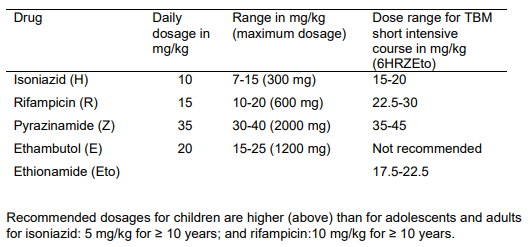 Drug Daily dosage in mg/kg Range in mg/kg (maximum dosage) Dose range for TBM short intensive course in mg/kg (6HRZEto)
Isoniazid (H) 10 7-15 (300 mg) 15-20
Rifampicin (R) 15 10-20 (600 mg) 22.5-30
Pyrazinamide (Z) 35 30-40 (2000 mg) 35-45
Ethambutol (E) 20 15-25 (1200 mg) Not recommended
Ethionamide (Eto) 17.5-22.5
Recommended dosages for children are higher (above) than for adolescents and adults
for isoniazid: 5 mg/kg for ≥ 10 years; and rifampicin:10 mg/kg for ≥ 10 years.